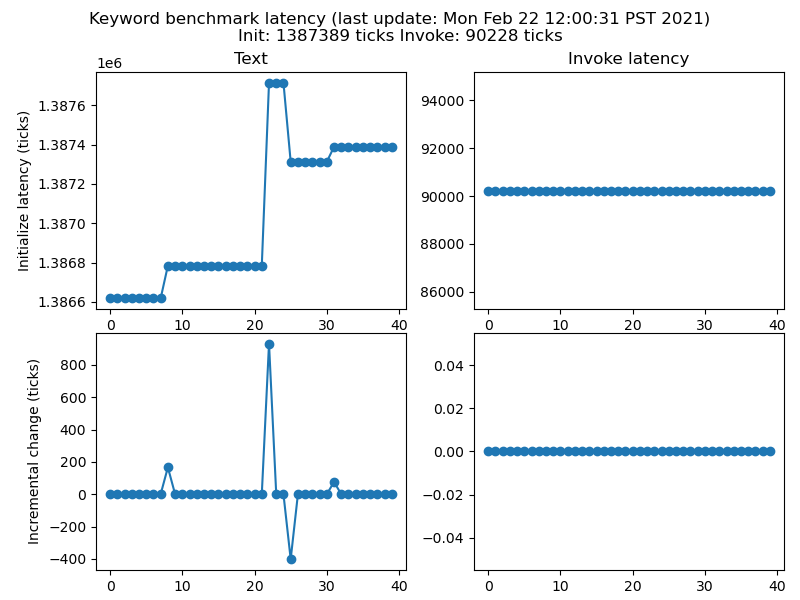 Keyword benchmark latency (last update: Mon Feb 22 12:00:31 PST 2021)
Init: 1387389 ticks Invoke: 90228 ticks
Text
1e6
Initialize latency (ticks)
1.3876
1.3874
1.3872
1.3870
1.3868
1.3866
0 10 20 30 40
Invoke latency
94000
92000
90000
88000
86000
0 10 20 30 40
Incremental change (ticks)
800
600
400
200
0
−200
−400
0 10 20 30 40
0.04
0.02
0.00
−0.02
−0.04
0 10 20 30 40